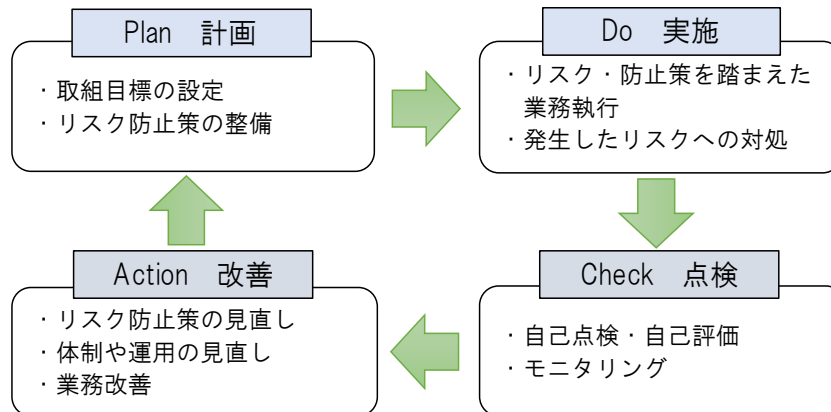 Plan 計画
・取組目標の設定
・リスク防止策の整備
Do 実施
・リスク・防止策を踏まえた
業務執行
・発生したリスクへの対処
Check 点検
・自己点検・自己評価
・モニタリング
Action 改善
・リスク防止策の見直し
・体制や運用の見直し
・業務改善